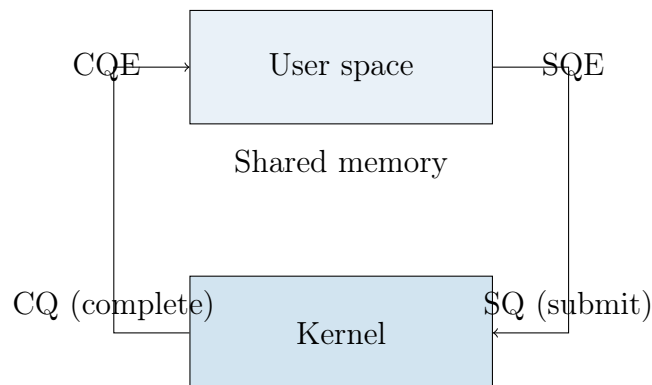 CQE
User space
SQE
Shared memory
CQ (complete)
SQ (submit)
Kernel